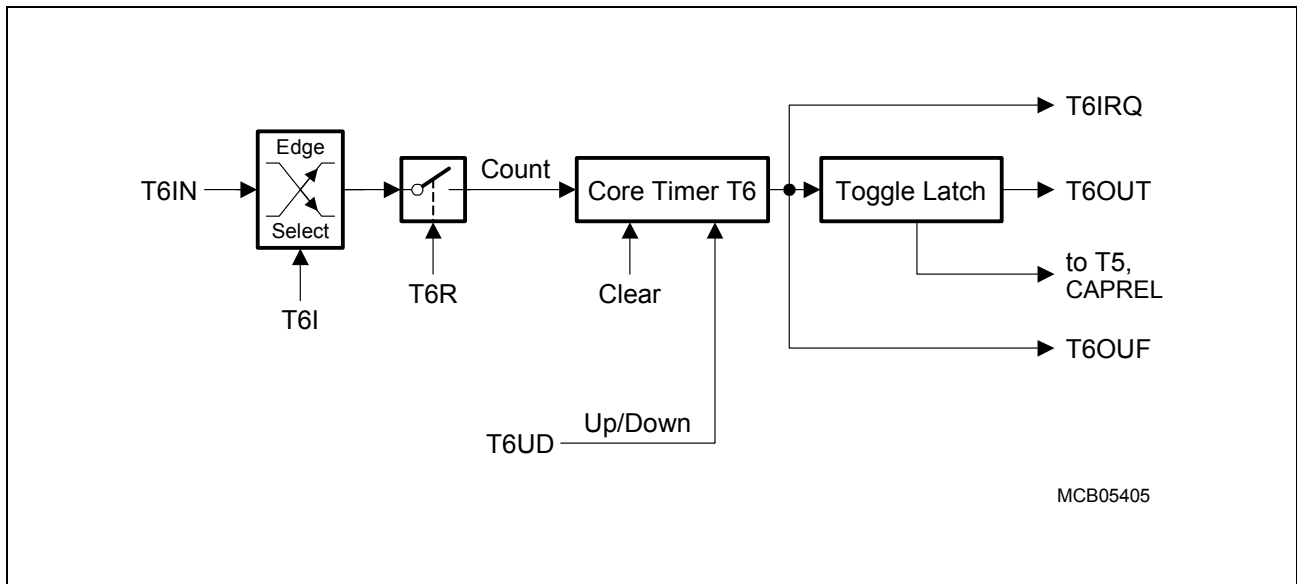 T6IRQ
Edge
Select
T6IN
Count
Core Timer T6
Toggle Latch
T6OUT
T6I
T6R
Clear
to T5,
CAPREL
T6OUF
Up/Down
T6UD
MCB05405